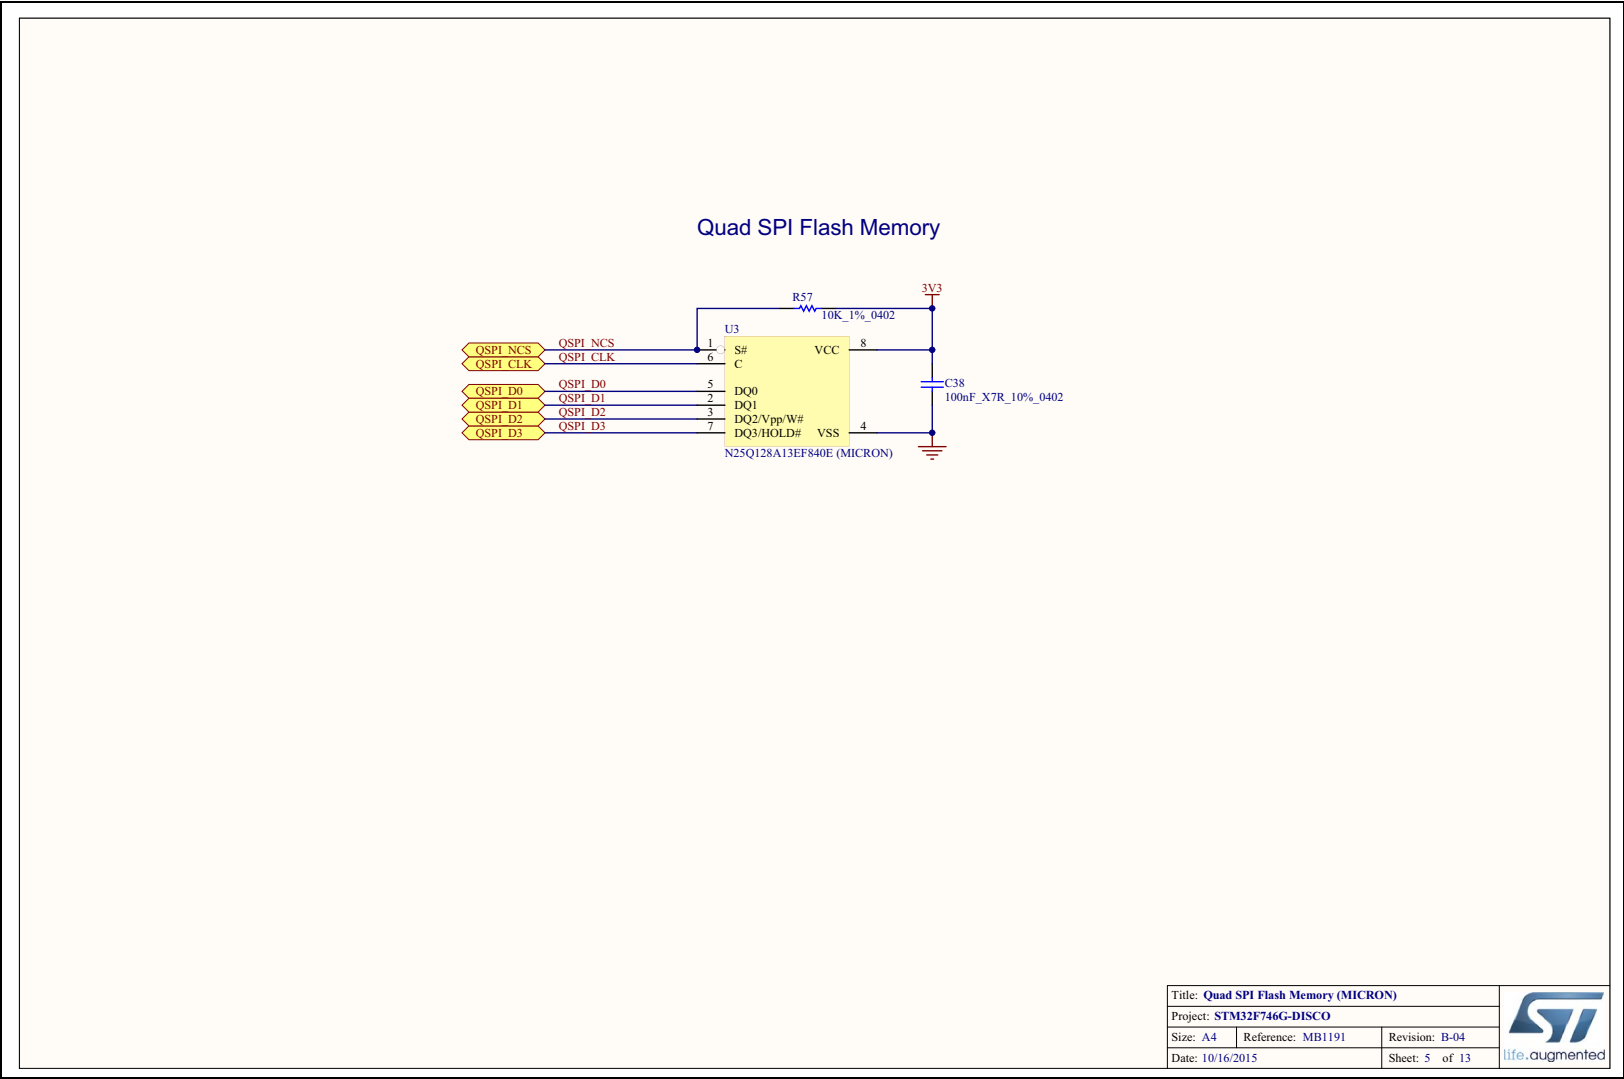 Quad SPI Flash Memory
3V3
R57
10K_1%_0402
U3
QSPI_NCS QSPI_NCS 1 S# VCC 8
QSPI_CLK QSPI_CLK 6 C
C38
QSPI_D0 QSPI_D0 5 DQ0
100nF_X7R_10%_0402
QSPI_D1 QSPI_D1 2 DQ1
QSPI_D2 QSPI_D2 3 DQ2/Vpp/W#
QSPI_D3 QSPI_D3 7 DQ3/HOLD# VSS 4
N25Q128A13EF840E (MICRON)
Title: Quad SPI Flash Memory (MICRON)
Project: STM32F746G-DISCO
Size: A4 Reference: MB1191 Revision: B-04
Date: 10/16/2015 Sheet: 5 of 13
ST
life.augmented